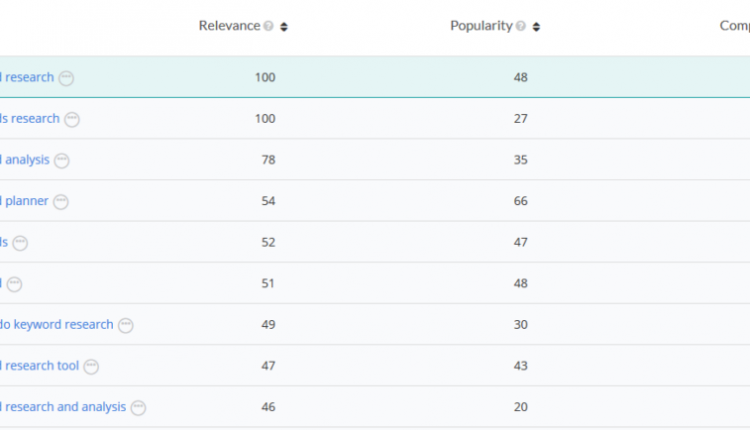 Relevance Popularity Comp
d research 100 48
ds research 100 27
d analysis 78 35
d planner 54 66
ds 52 47
d 51 48
do keyword research 49 30
d research tool 47 43
d research and analysis 46 20